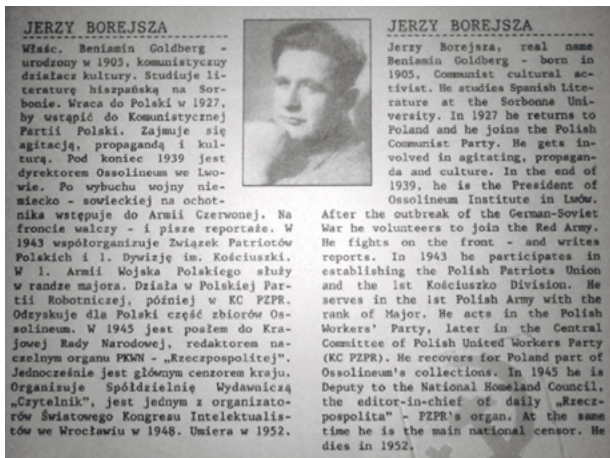 JERZY BOREJSZA
Właśc. Beniamin Goldberg -
urodzony w 1905, komunistyczny
działacz kultury. Studiuje li-
teraturę hiszpańską na Sor-
bonie. Wraca do Polski w 1927,
by wstąpić do Komunistycznej
Partii Polski. Zajmuje się
agitacją, propagandą i kul-
turą. Pod koniec 1939 jest
dyrektorem Ossolineum we Lwo-
wie. Po wybuchu wojny nie-
miecko - sowieckiej na ochot-
nika wstępuje do Armii Czerwonej. Na
froncie walczy - i pisze reportaże. W
1943 współorganizuje Związek Patriotów
Polskich i 1. Dywizję im. Kościuszki.
W 1. Armii Wojska Polskiego służy
w randze majora. Działa w Polskiej Par-
tii Robotniczej, później w KC PZPR.
Odzyskuje dla Polski część zbiorów Os-
solineum. W 1945 jest posłem do Kra-
jowej Rady Narodowej, redaktorem na-
czelnym organu PKWN - „Rzeczpospolitej".
Jednocześnie jest głównym cenzorem kraju.
Organizuje Spółdzielnię Wydawniczą
„Czytelnik", jest jednym z organizato-
rów Światowego Kongresu Intelektualis-
tów we Wrocławiu w 1948. Umiera w 1952.
JERZY BOREJSZA
Jerzy Borejsza, real name
Beniamin Goldberg - born in
1905, Communist cultural ac-
tivist. He studies Spanish Lite-
rature at the Sorbonne Uni-
versity. In 1927 he returns to
Poland and he joins the Polish
Communist Party. He gets in-
volved in agitating, propagan-
da and culture. In the end of
1939, he is the President of
Ossolineum Institute in Lwów.
After the outbreak of the German-Soviet
War he volunteers to join the Red Army.
He fights on the front - and writes
reports. In 1943 he participates in
establishing the Polish Patriots Union
and the 1st Kościuszko Division. He
serves in the 1st Polish Army with the
rank of Major. He acts in the Polish
Workers' Party, later in the Central
Committee of Polish United Workers Party
(KC PZPR). He recovers for Poland part of
Ossolineum's collections. In 1945 he is
Deputy to the National Homeland Council,
the editor-in-chief of daily „Rzecz-
pospolita" - PZPR's organ. At the same
time he is the main national censor. He
dies in 1952.